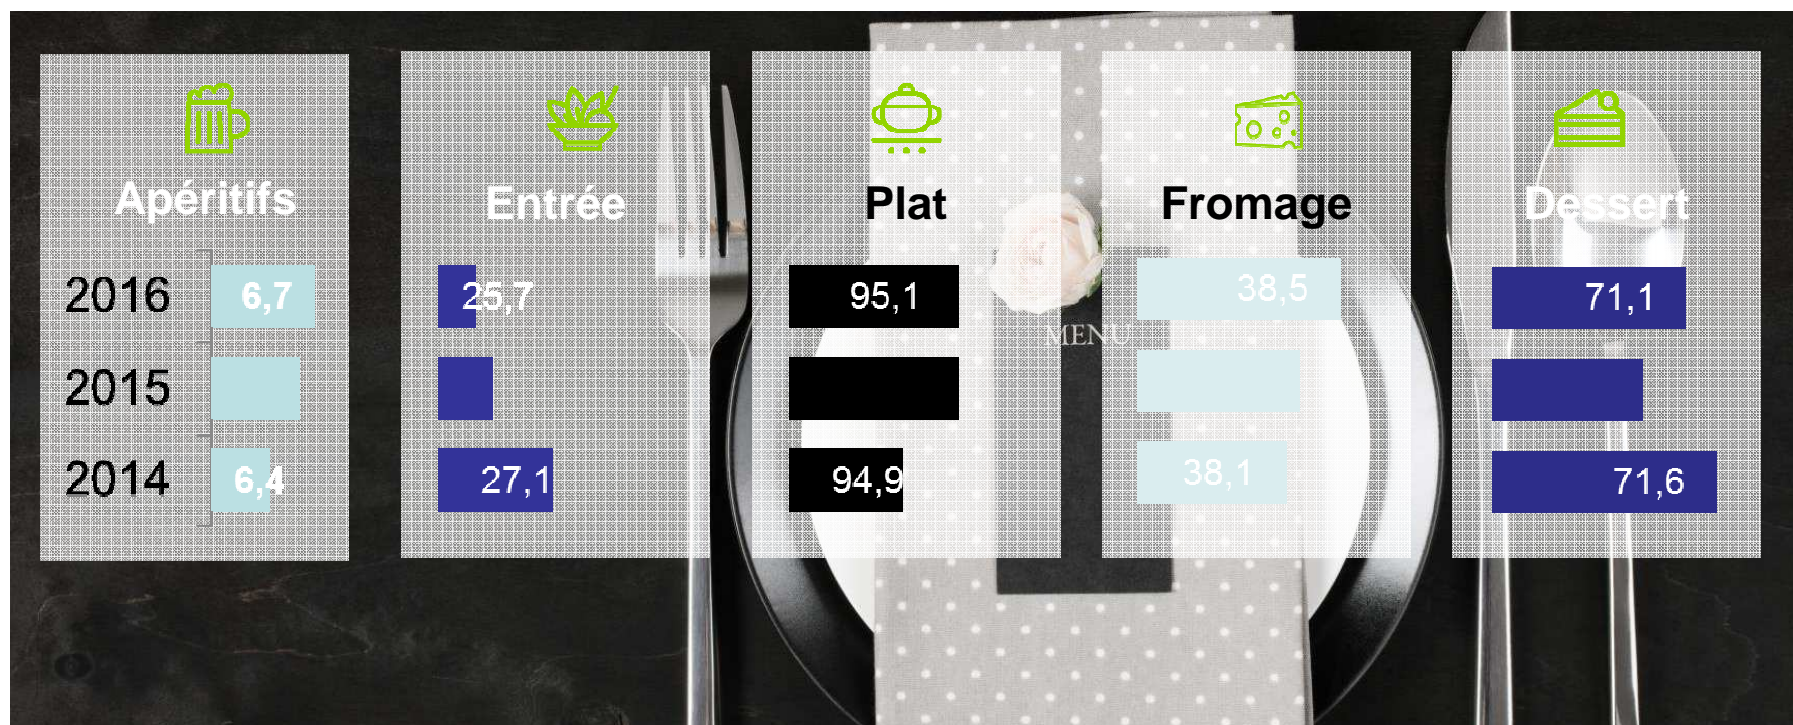 Apéritifs
Entrée
Plat
Fromage
Dessert
2016
6,7
25,7
95,1
38,5
71,1
MENU
2015
2014
6,4
27,1
94,9
38,1
71,6